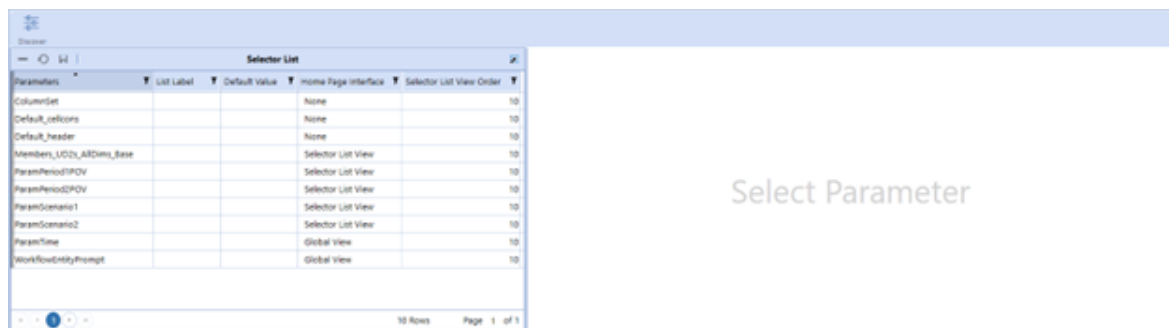 Discover
Selector List
Parameters List Label Default Value Home Page Interface Selector List View Order
ColumnSet None 10
Default_cellcons None 10
Default_header None 10
Members_UD2s_AllDims_Base Selector List View 10
ParamPeriod1POV Selector List View 10
ParamPeriod2POV Selector List View 10
ParamScenario1 Selector List View 10
ParamScenario2 Selector List View 10
ParamTime Global View 10
WorkflowEntityPrompt Global View 10
Select Parameter
1 10 Rows Page 1 of 1